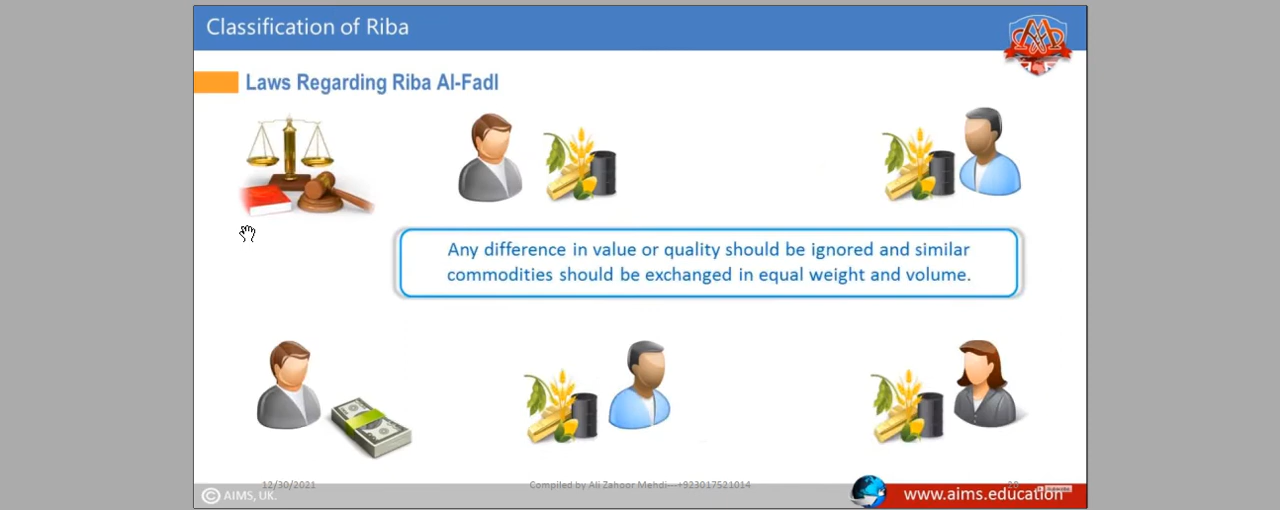 Classification of Riba
Laws Regarding Riba Al-Fadl
Any difference in value or quality should be ignored and similar
commodities should be exchanged in equal weight and volume.
12/30/2021
Compiled by Ali Zahoor Mehdi---+923017521014
© AIMS, UK.
www.aims.education